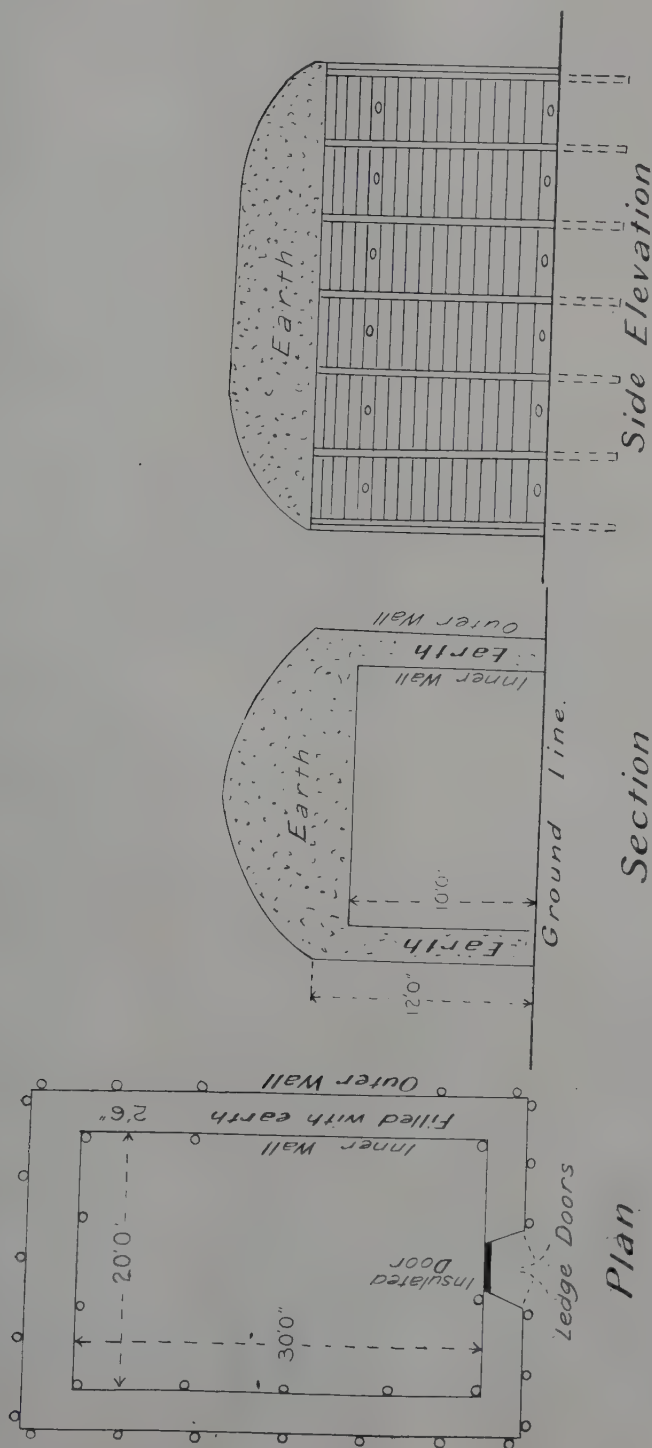 Outer Wall
2'6" Filled with earth
Inner Wall
20'0"
30'0"
Insulated
Door
Ledge Doors
Plan
Earth
Earth
Inner Wall
Earth
Outer Wall
10'0"
12'0"
Ground Line.
Section
Earth
Side Elevation